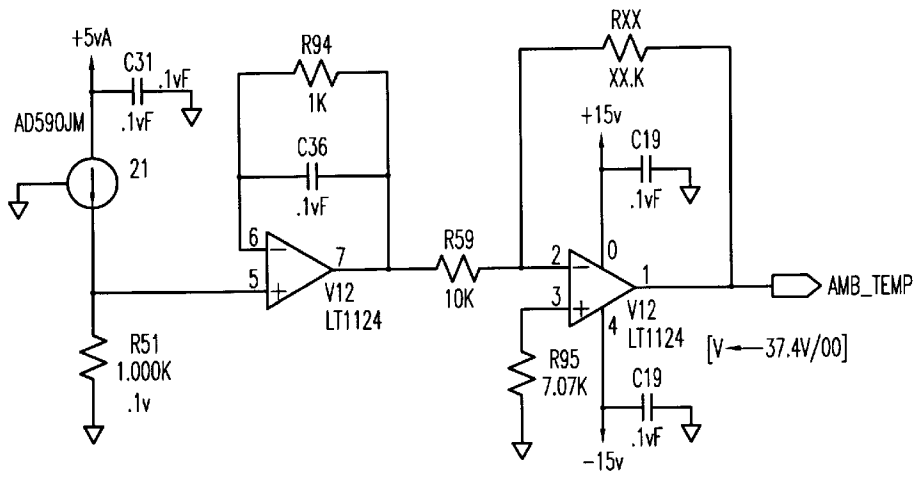 +5vA
C31
.1vF
.1vF
AD590JM
21
R51
1.000K
.1v
R94
1K
C36
.1vF
6
5
7
V12
LT1124
R59
10K
RXX
XX.K
+15v
C19
.1vF
2
3
0
1
4
V12
LT1124
R95
7.07K
C19
.1vF
-15v
AMB_TEMP
[V 37.4V/00]